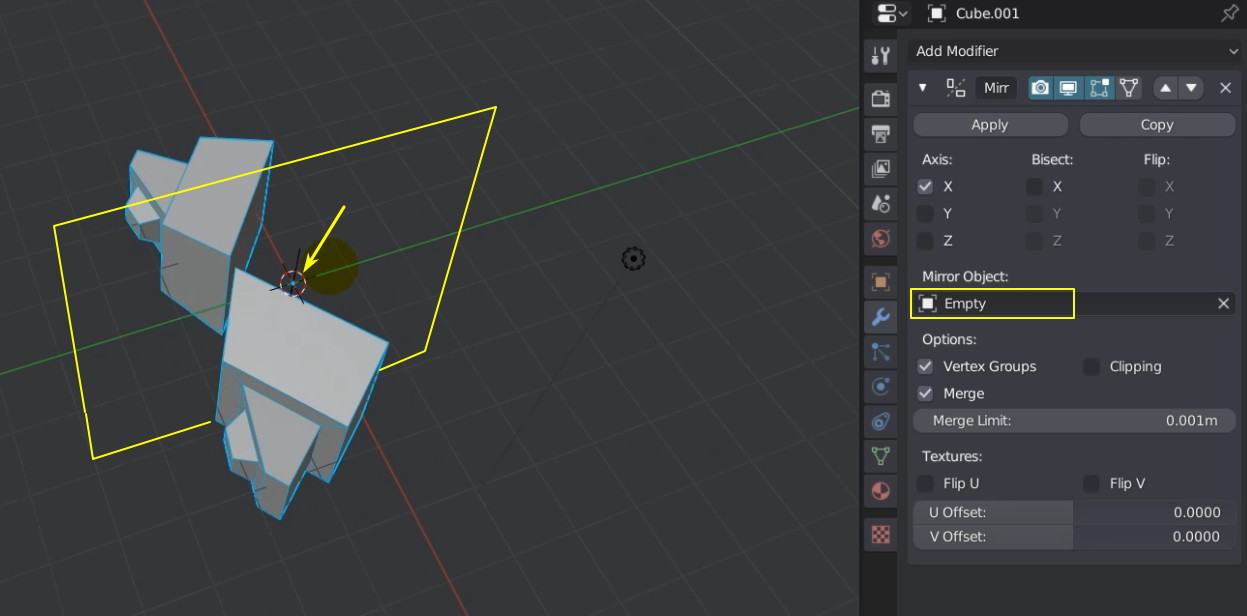 Cube.001
Add Modifier
Mirr
Apply Copy
Axis: Bisect: Flip:
X X X
Y Y Y
Z Z Z
Mirror Object:
Empty
Options:
Vertex Groups Clipping
Merge
Merge Limit: 0.001m
Textures:
Flip U Flip V
U Offset: 0.0000
V Offset: 0.0000